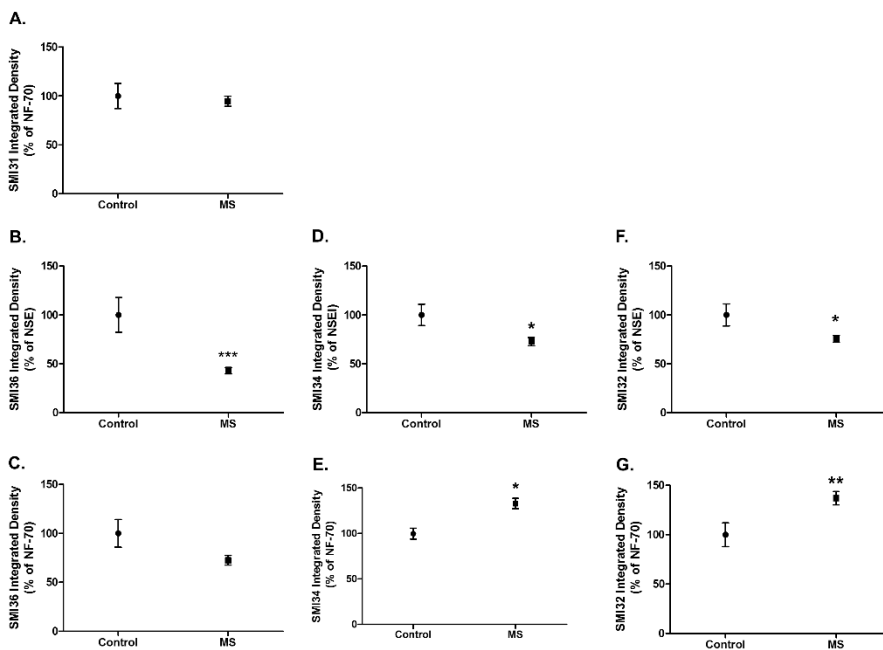 A.
SMI31 Integrated Density
(% of NF-70)
150
100
50
0
Control MS
B.
SMI36 Integrated Density
(% of NSE)
150
100
50
0
***
Control MS
D.
SMI34 Integrated Density
(% of NSEI)
150
100
50
0
*
Control MS
F.
SMI32 Integrated Density
(% of NSE)
150
100
50
0
*
Control MS
C.
SMI36 Integrated Density
(% of NF-70)
150
100
50
0
Control MS
E.
SMI34 Integrated Density
(% of NF-70)
150
100
50
0
*
Control MS
G.
SMI32 Integrated Density
(% of NF-70)
150
100
50
0
**
Control MS